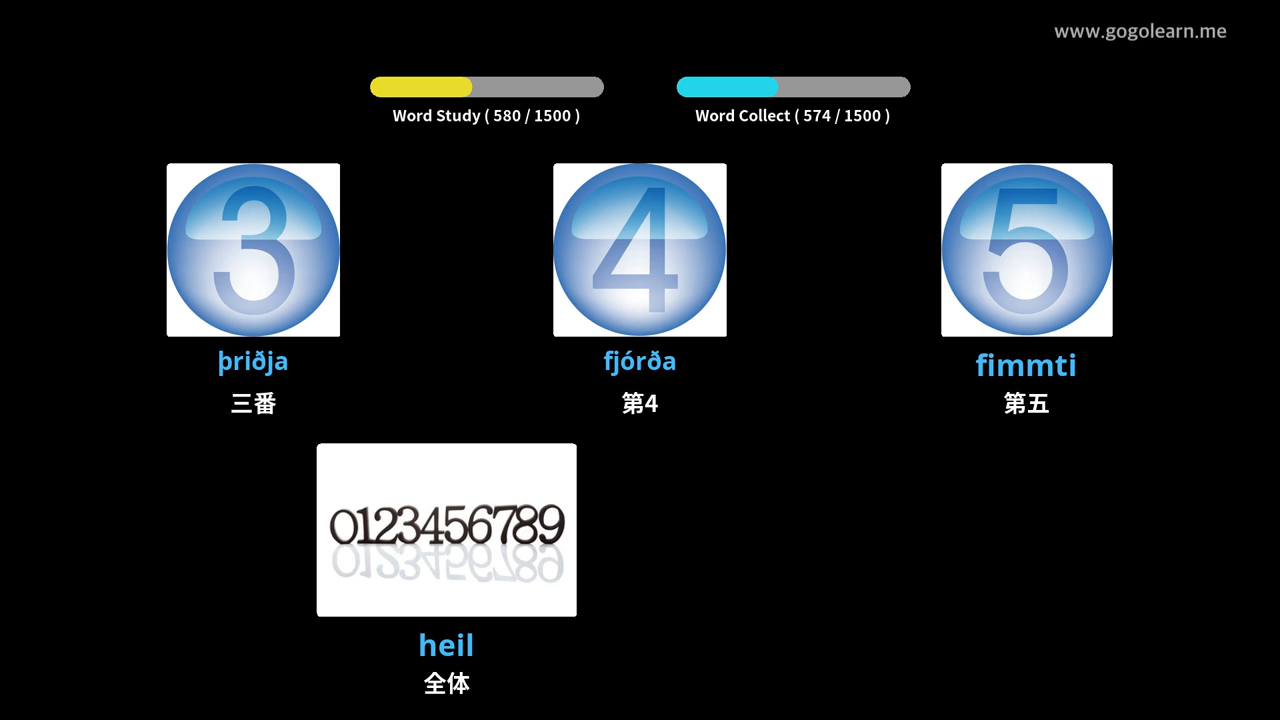 www.gogolearn.me
Word Study ( 580 / 1500 )
Word Collect ( 574 / 1500 )
3
4
5
þriðja
fjórða
fimmti
三番
第4
第五
0123456789
heil
全体